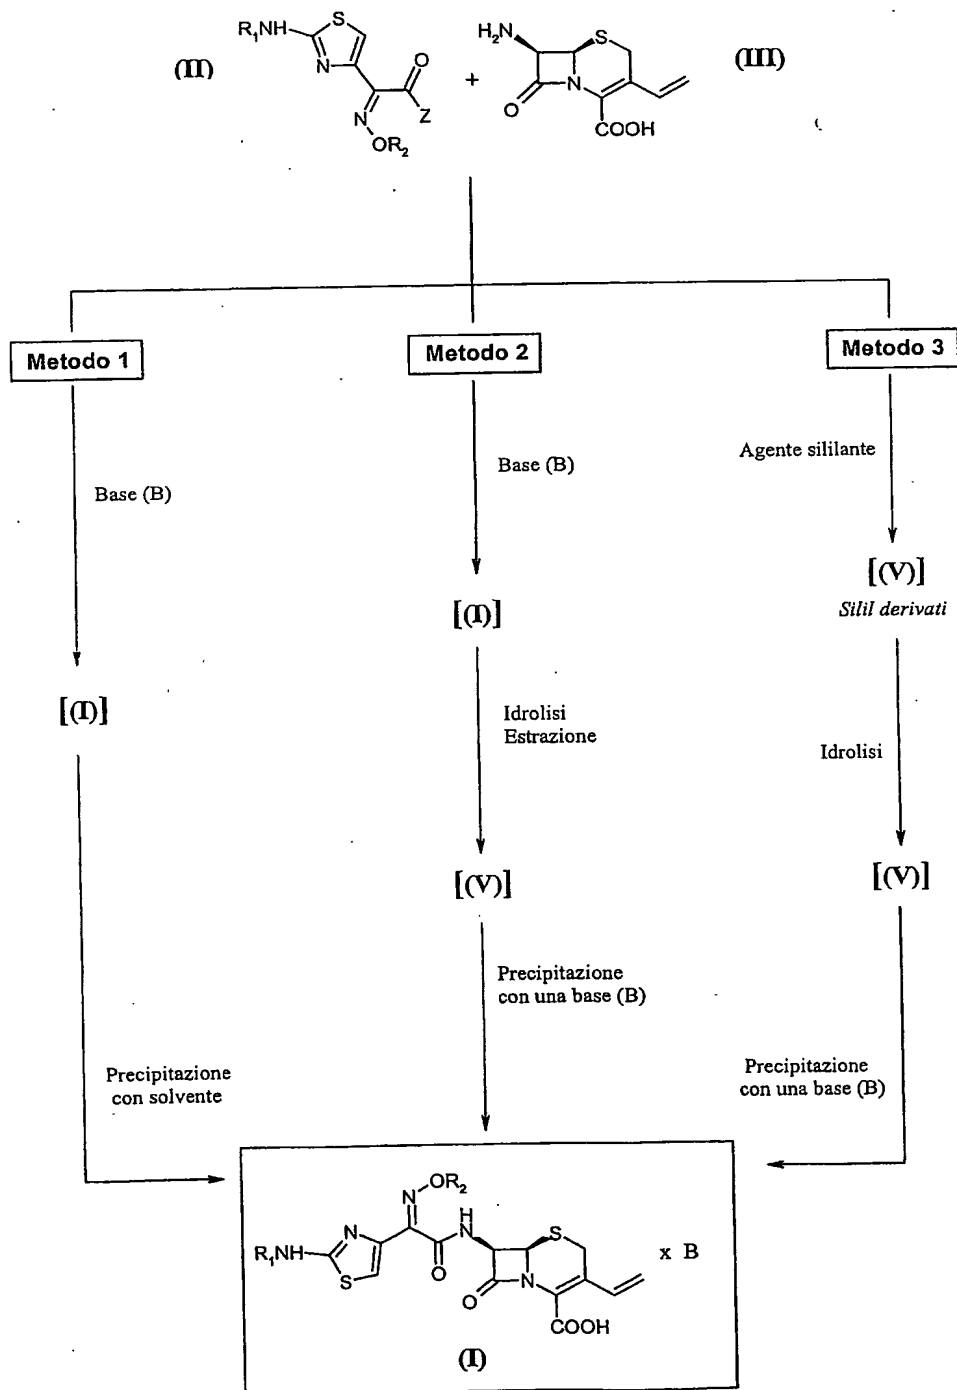 R₁NH
S
N
O
Z
N
OR₂
(II)
+
H₂N
S
N
O
COOH
(III)
Metodo 1
Metodo 2
Metodo 3
Base (B)
Base (B)
Agente sililante
[(V)]
Silil derivati
[(I)]
[(I)]
Idrolisi
Estrazione
Idrolisi
[(V)]
[(V)]
Precipitazione
con solvente
Precipitazione
con una base (B)
Precipitazione
con una base (B)
R₁NH
N
S
N
OR₂
O
H
N
S
N
O
COOH
x B
(I)